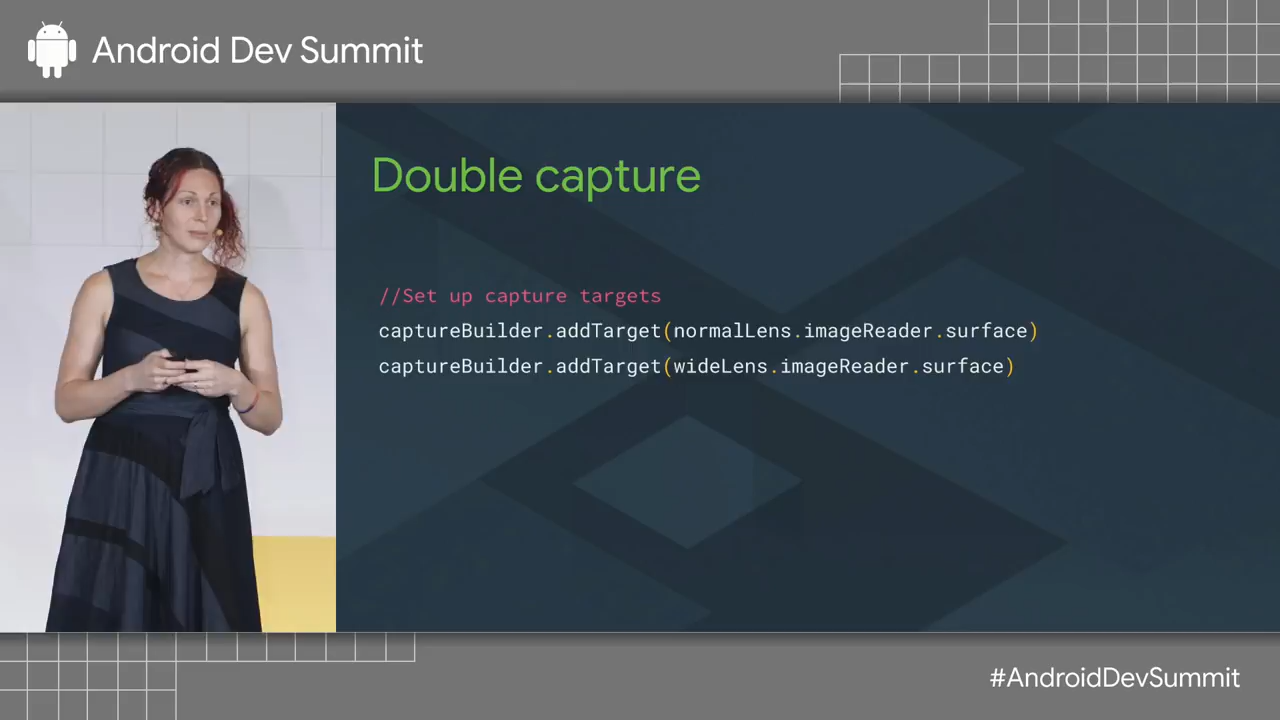 Android Dev Summit
Double capture
//Set up capture targets
captureBuilder.addTarget(normalLens.imageReader.surface)
captureBuilder.addTarget(wideLens.imageReader.surface)
#AndroidDevSummit